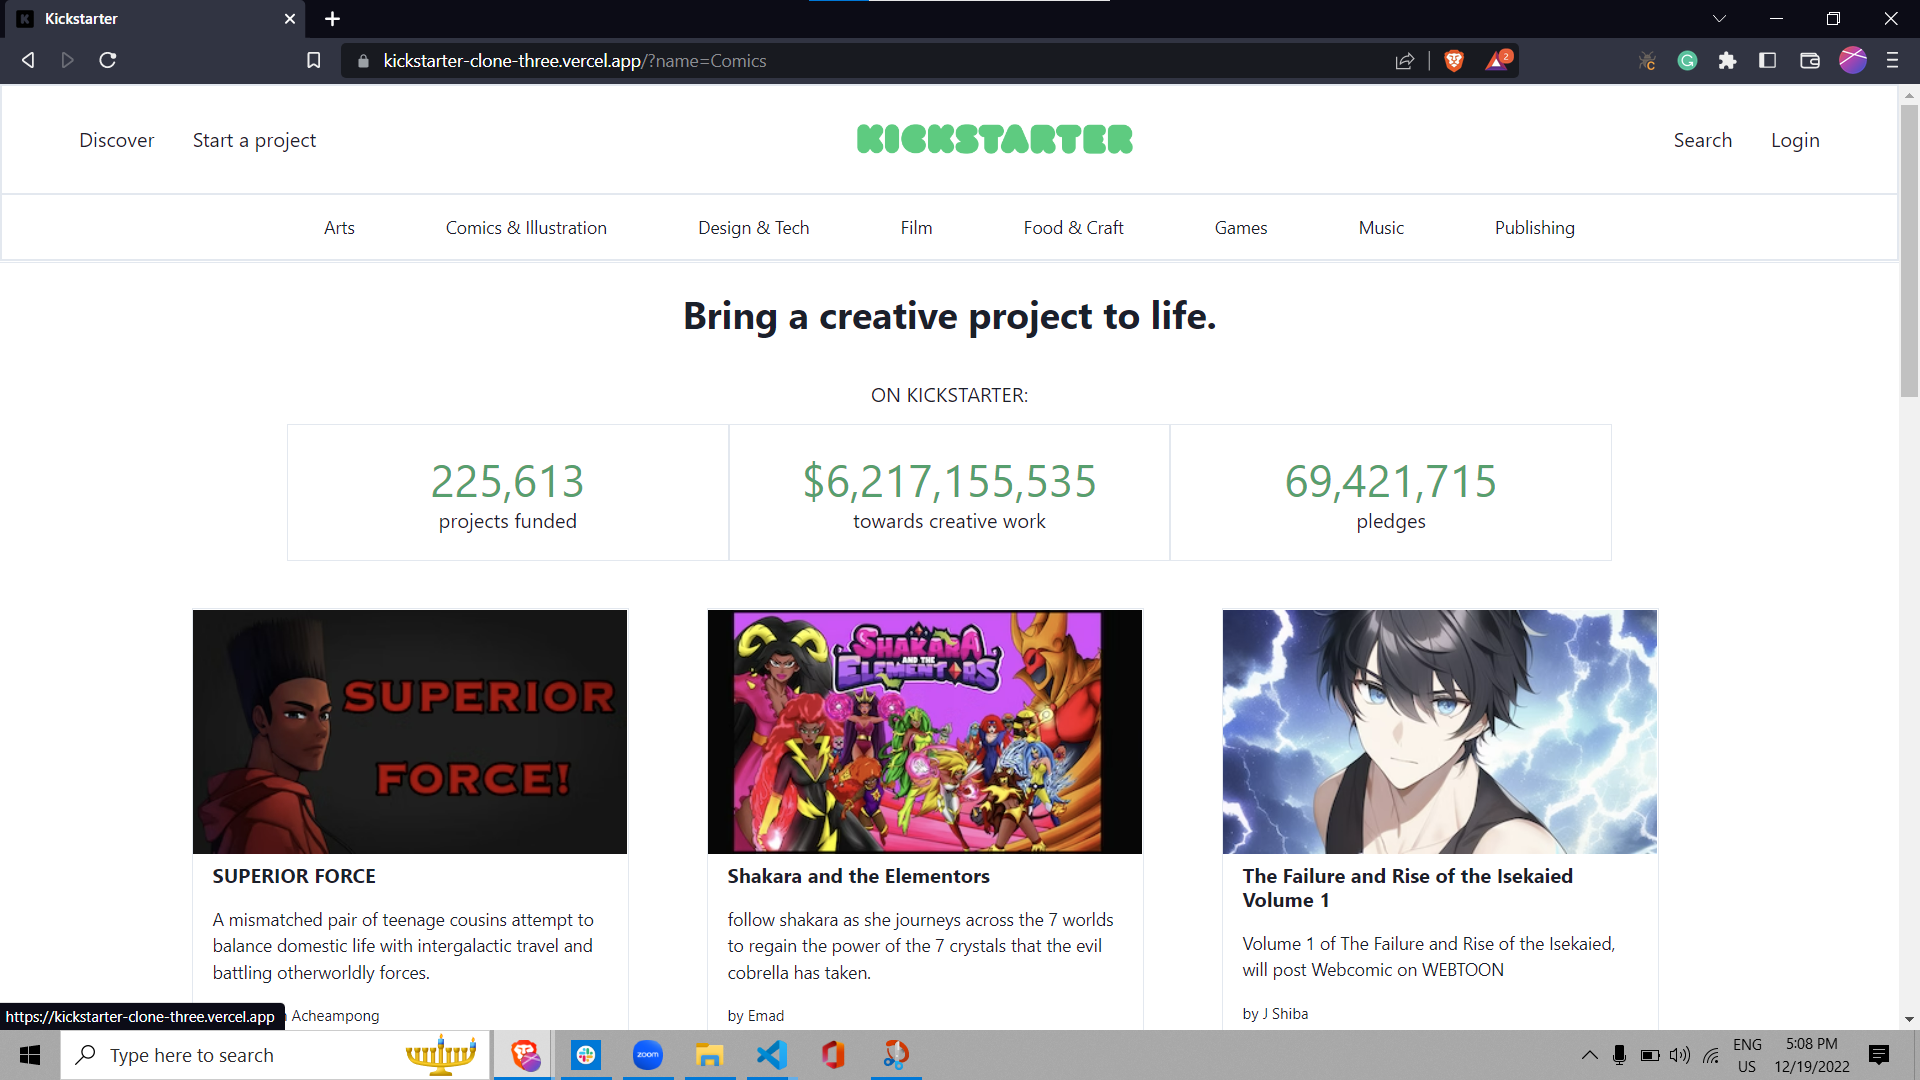 Kickstarter
kickstarter-clone-three.vercel.app/?name=Comics
2
Discover
Start a project
KICKSTARTER
Search
Login
Arts
Comics & Illustration
Design & Tech
Film
Food & Craft
Games
Music
Publishing
Bring a creative project to life.
ON KICKSTARTER:
225,613
projects funded
$6,217,155,535
towards creative work
69,421,715
pledges
SUPERIOR
FORCE!
SHAKARA
AND THE
ELEMENTORS
SUPERIOR FORCE
A mismatched pair of teenage cousins attempt to
balance domestic life with intergalactic travel and
battling otherworldly forces.
Acheampong
Shakara and the Elementors
follow shakara as she journeys across the 7 worlds
to regain the power of the 7 crystals that the evil
cobrella has taken.
by Emad
The Failure and Rise of the Isekaied
Volume 1
Volume 1 of The Failure and Rise of the Isekaied,
will post Webcomic on WEBTOON
by J Shiba
https://kickstarter-clone-three.vercel.app
Type here to search
zoom
ENG
US
5:08 PM
12/19/2022